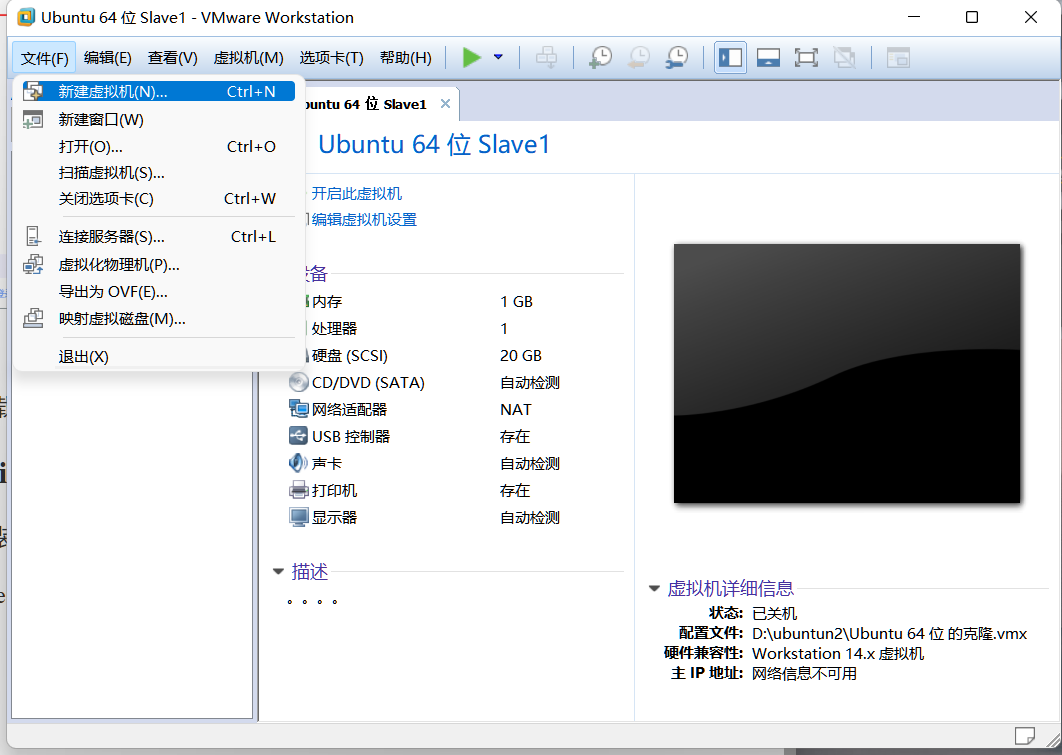 Ubuntu 64 位 Slave1 - VMware Workstation
文件(F) 编辑(E) 查看(V) 虚拟机(M) 选项卡(T) 帮助(H)
新建虚拟机(N)... Ctrl+N
新建窗口(W)
打开(O)... Ctrl+O
扫描虚拟机(S)...
关闭选项卡(C) Ctrl+W
连接服务器(S)... Ctrl+L
虚拟化物理机(P)...
导出为 OVF(E)...
映射虚拟磁盘(M)...
退出(X)
buntu 64 位 Slave1
Ubuntu 64 位 Slave1
开启此虚拟机
编辑虚拟机设置
设备
内存 1 GB
处理器 1
硬盘 (SCSI) 20 GB
CD/DVD (SATA) 自动检测
网络适配器 NAT
USB 控制器 存在
声卡 自动检测
打印机 存在
显示器 自动检测
描述
。。。。
虚拟机详细信息
状态: 已关机
配置文件: D:\ubuntun2\Ubuntu 64 位 的克隆.vmx
硬件兼容性: Workstation 14.x 虚拟机
主 IP 地址: 网络信息不可用